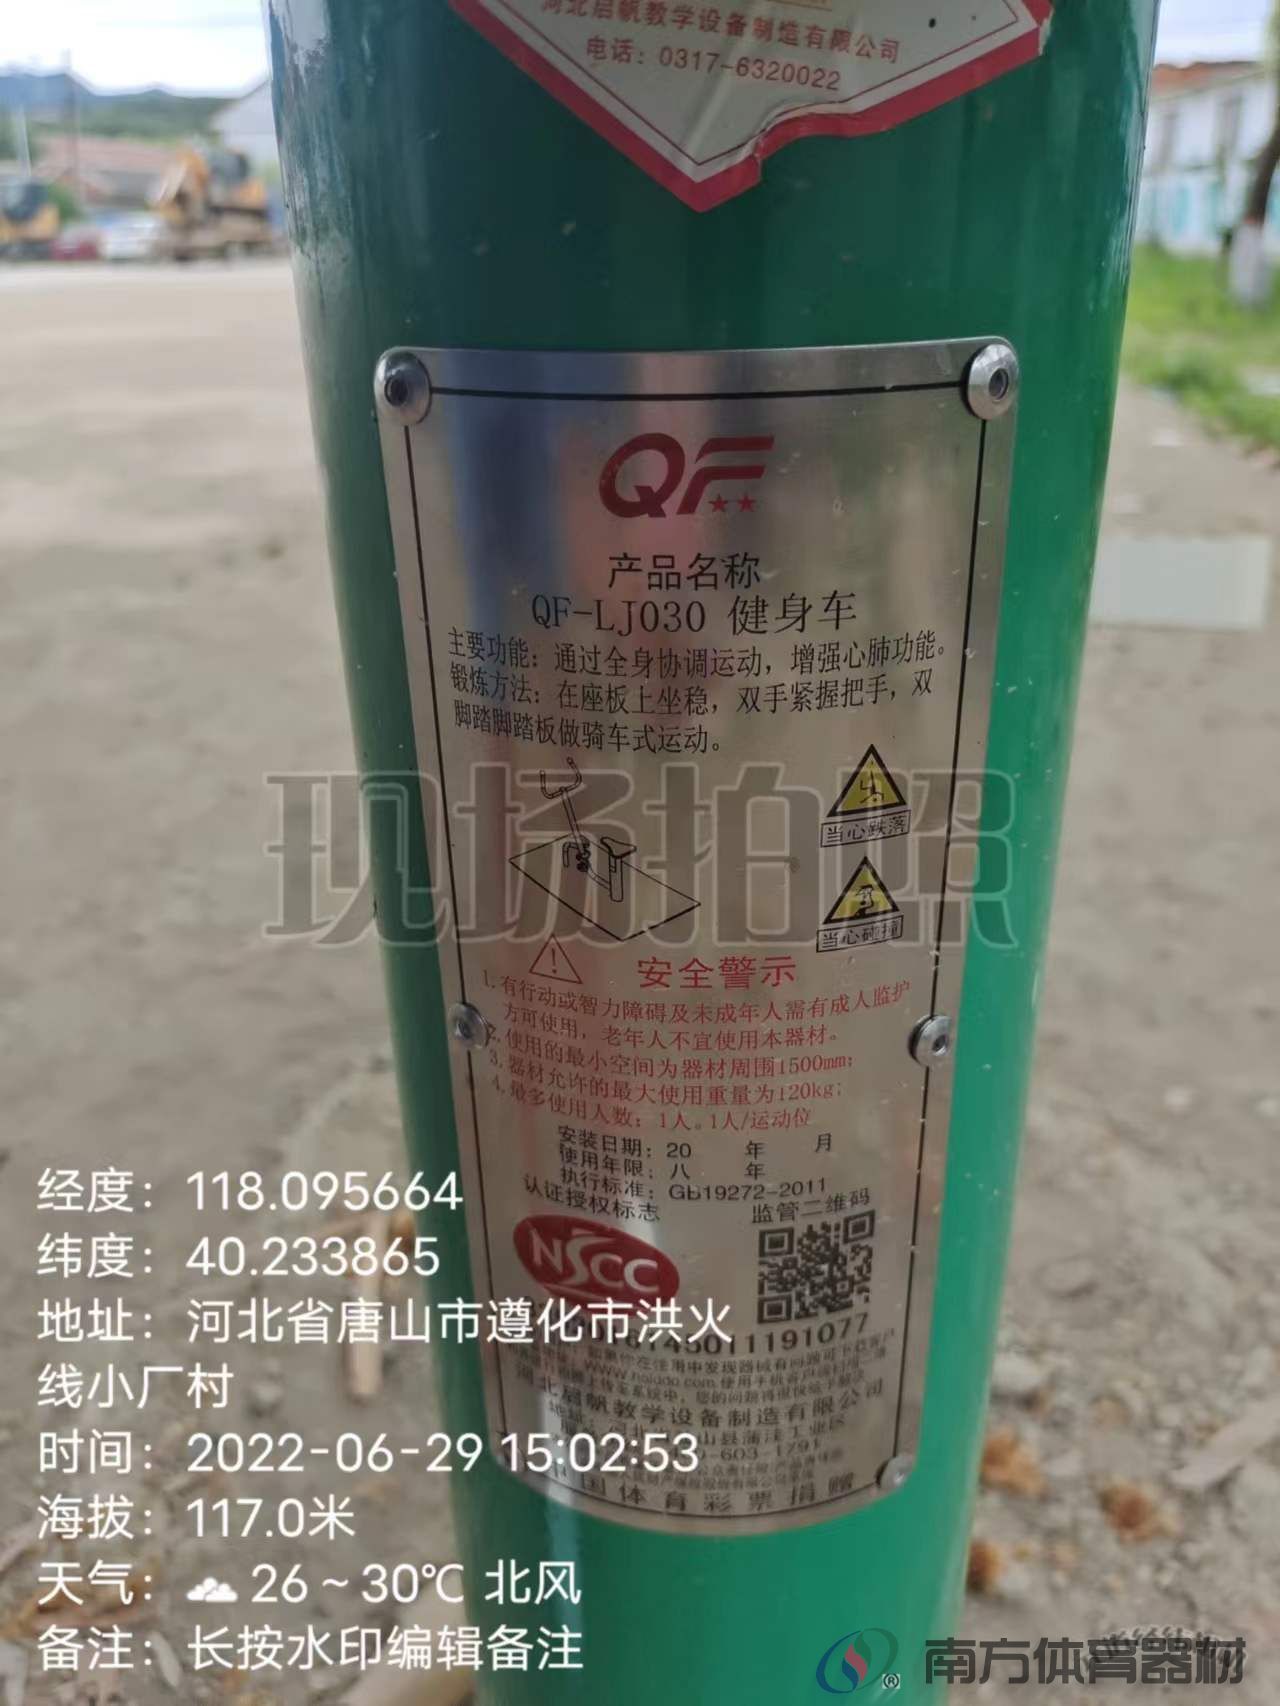 河北启帆教学设备制造有限公司
电话：0317-6320022
QF
产品名称
QF-LJ030 健身车
主要功能：通过全身协调运动，增强心肺功能。
锻炼方法：在座板上坐稳，双手紧握把手，双
脚踏脚踏板做骑车式运动。
当心跌落
当心碰撞
现场拍照
安全警示
1.有行动或智力障碍及未成年人需有成人监护
方可使用，老年人不宜使用本器材。
2.使用的最小空间为器材周围1500mm；
3.器材允许的最大使用重量为120kg；
4.最多使用人数：1人。1人/运动位
安装日期：20 年 月
使用年限：八 年
执行标准：GB19272-2011
认证授权标志
监管二维码
NSCC
45011191077
河北启帆教学设备制造有限公司
中国体育彩票捐赠
经度：118.095664
纬度：40.233865
地址：河北省唐山市遵化市洪火
线小厂村
时间：2022-06-29 15:02:53
海拔：117.0米
天气：26～30℃ 北风
备注：长按水印编辑备注
南方体育器材